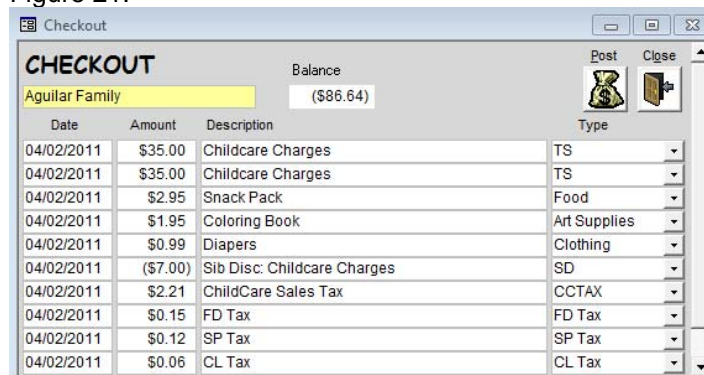 Figure 21:
Checkout
Post Close
CHECKOUT
Balance
Aguilar Family ($86.64)
Date Amount Description Type
04/02/2011 $35.00 Childcare Charges TS
04/02/2011 $35.00 Childcare Charges TS
04/02/2011 $2.95 Snack Pack Food
04/02/2011 $1.95 Coloring Book Art Supplies
04/02/2011 $0.99 Diapers Clothing
04/02/2011 ($7.00) Sib Disc: Childcare Charges SD
04/02/2011 $2.21 ChildCare Sales Tax CCTAX
04/02/2011 $0.15 FD Tax FD Tax
04/02/2011 $0.12 SP Tax SP Tax
04/02/2011 $0.06 CL Tax CL Tax